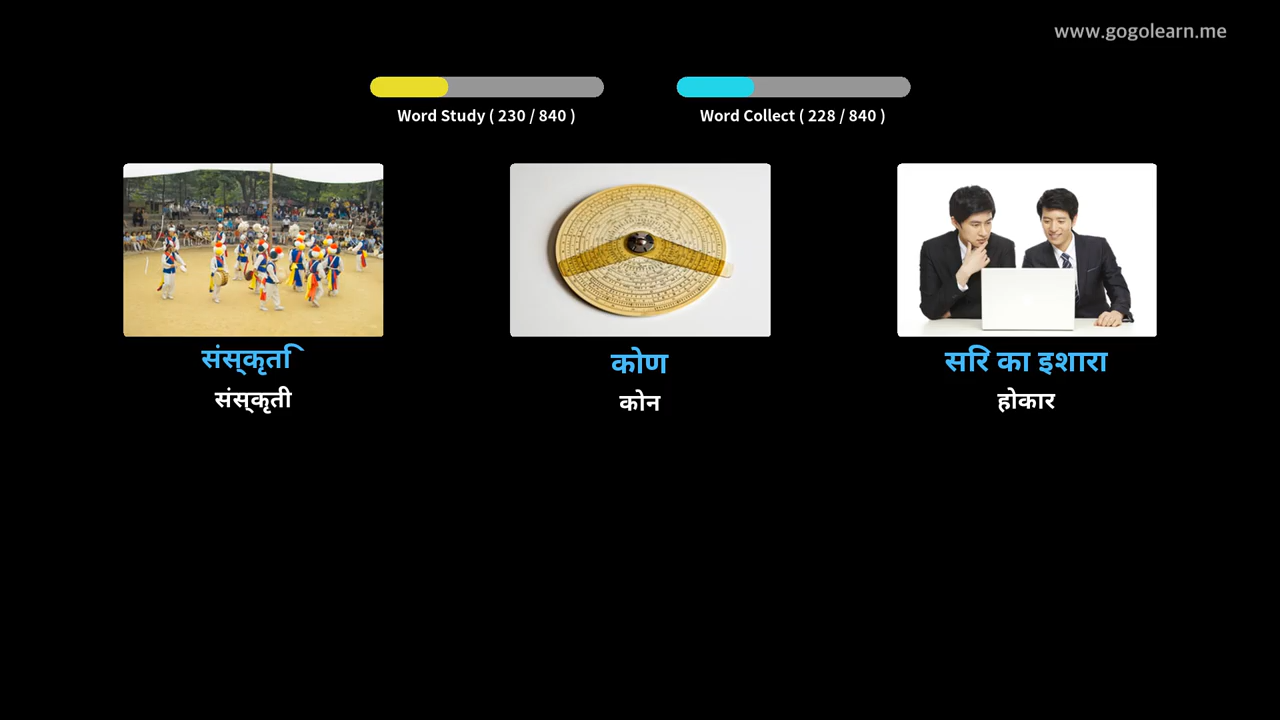 www.gogolearn.me
Word Study ( 230 / 840 )
Word Collect ( 228 / 840 )
संस्कृति
कोण
सरि का इशारा
संस्कृती
कोन
होकार